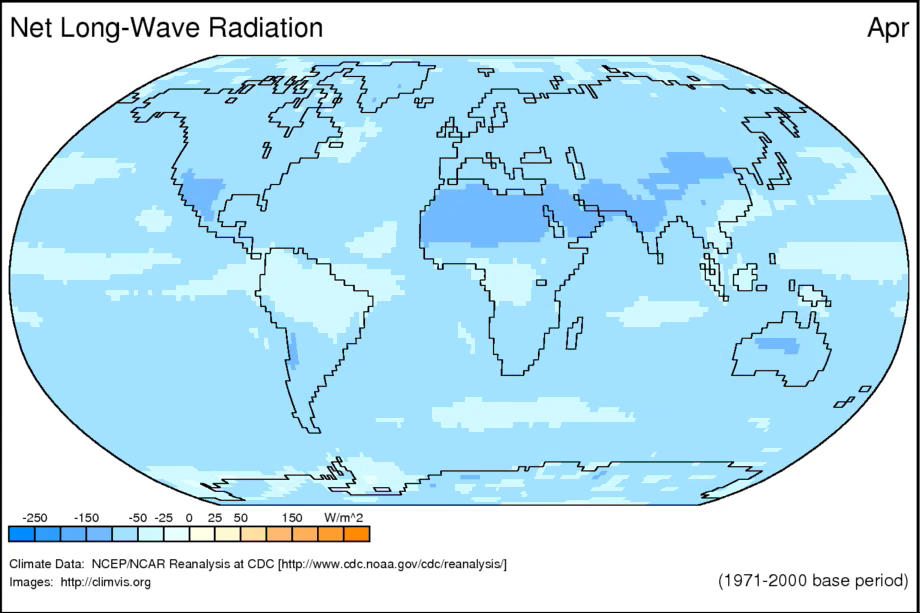 Net Long-Wave Radiation Apr
-250 -150 -50 -25 0 25 50 150 W/m^2
Climate Data: NCEP/NCAR Reanalysis at CDC [http://www.cdc.noaa.gov/cdc/reanalysis/]
Images: http://climvis.org (1971-2000 base period)